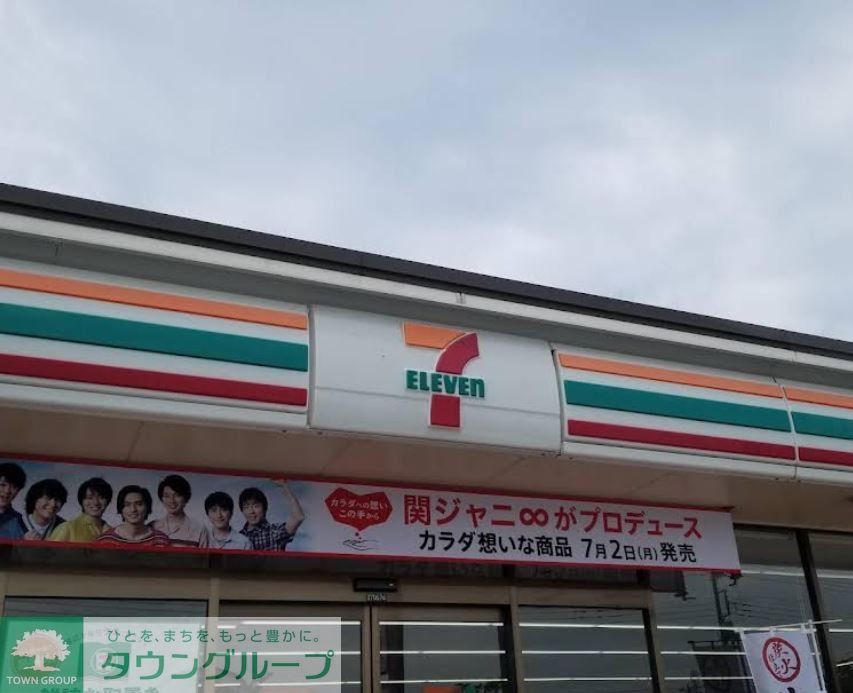 7
ELEVEn
カラダへの想い
この手から
関ジャニ∞がプロデュース
カラダ想いな商品 7月2日(月)発売
炭火
TOWN GROUP
ひとを、まちを、もっと豊かに。
タウングループ